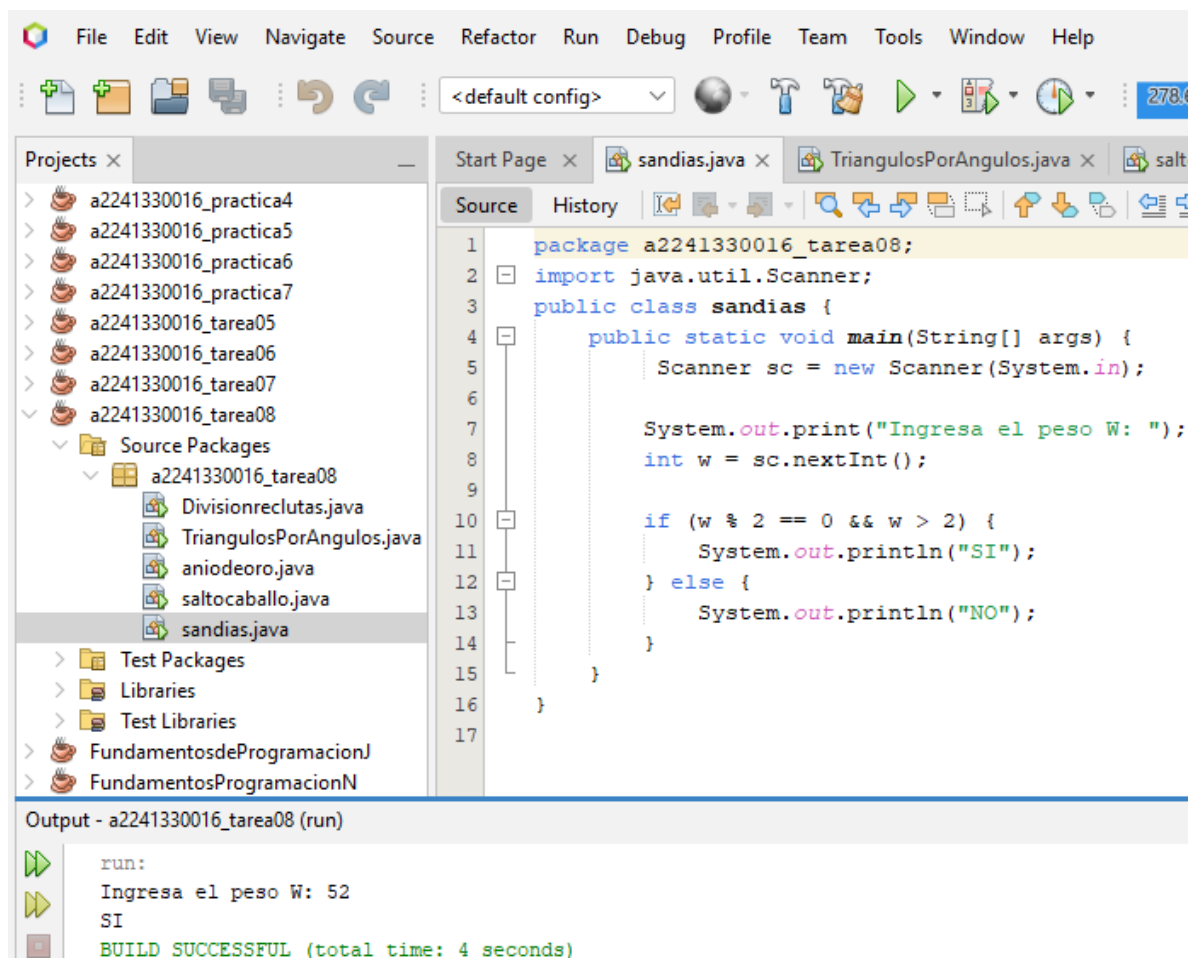 File Edit View Navigate Source Refactor Run Debug Profile Team Tools Window Help
<default config>
278.6
Projects
Start Page
sandias.java
TriangulosPorAngulos.java
salt
a2241330016_practica4
a2241330016_practica5
a2241330016_practica6
a2241330016_practica7
a2241330016_tarea05
a2241330016_tarea06
a2241330016_tarea07
a2241330016_tarea08
Source Packages
a2241330016_tarea08
Divisionreclutas.java
TriangulosPorAngulos.java
aniodeoro.java
saltocaballo.java
sandias.java
Test Packages
Libraries
Test Libraries
FundamentosdeProgramacionJ
FundamentosProgramacionN
Source History
1 package a2241330016_tarea08;
2 import java.util.Scanner;
3 public class sandias {
4 public static void main(String[] args) {
5 Scanner sc = new Scanner(System.in);
6
7 System.out.print("Ingresa el peso W: ");
8 int w = sc.nextInt();
9
10 if (w % 2 == 0 && w > 2) {
11 System.out.println("SI");
12 } else {
13 System.out.println("NO");
14 }
15 }
16 }
17
Output - a2241330016_tarea08 (run)
run:
Ingresa el peso W: 52
SI
BUILD SUCCESSFUL (total time: 4 seconds)